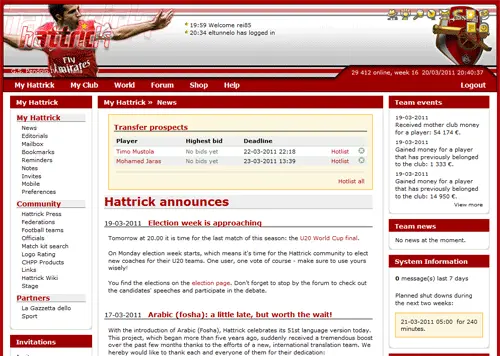 hattrick
19:59 Welcome rei85
20:34 eltunnelo has logged in
Fly
Emirates
29 412 online, week 16 20/03/2011 20:40:37
My Hattrick My Club World Forum Shop Help Logout
My Hattrick
My Hattrick
News
Editorials
Mailbox
Bookmarks
Reminders
Notes
Invites
Mobile
Preferences
Community
Hattrick Press
Federations
Football teams
Officials
Match kit search
Logo Rating
CHPP Products
Links
Hattrick Wiki
Stage
Partners
La Gazzetta dello
Sport
Invitations
My Hattrick » News
Transfer prospects
Player Highest bid Deadline
Timo Mustola No bids yet 22-03-2011 22:18 Hotlist
Mohamed Jaras No bids yet 23-03-2011 13:39 Hotlist
Hotlist all
Hattrick announces
19-03-2011 Election week is approaching
Tomorrow at 20.00 it is time for the last match of this season: the U20 World Cup final.
On Monday election week starts, which means it's time for the Hattrick community to elect
new coaches for their U20 teams. One user, one vote of course - make sure to use yours
wisely!
You find the elections on the election page. Don't forget to stop by the forum to check out
the candidates' speeches and participate in the debate.
17-03-2011 Arabic (fosha): a little late, but worth the wait!
With the introduction of Arabic (Fosha), Hattrick celebrates its 51st language version today.
This project, which began more than five years ago, suddenly received a tremendous boost
over the past few months thanks to the efforts of a new, international translation team. We
hereby would like to thank each and everyone of them for their dedication:
Team events
19-03-2011
Received mother club money
for a player: 54 174 €.
19-03-2011
Gained money for a player
that has previously belonged
to the club: 1 333 €.
19-03-2011
Gained money for a player
that has previously belonged
to the club: 14 950 €.
View more
Team news
No news at the moment.
System Information
0 message(s) last 7 days
Planned shut downs during
the next two weeks:
21-03-2011 05:00 for 240
minutes.